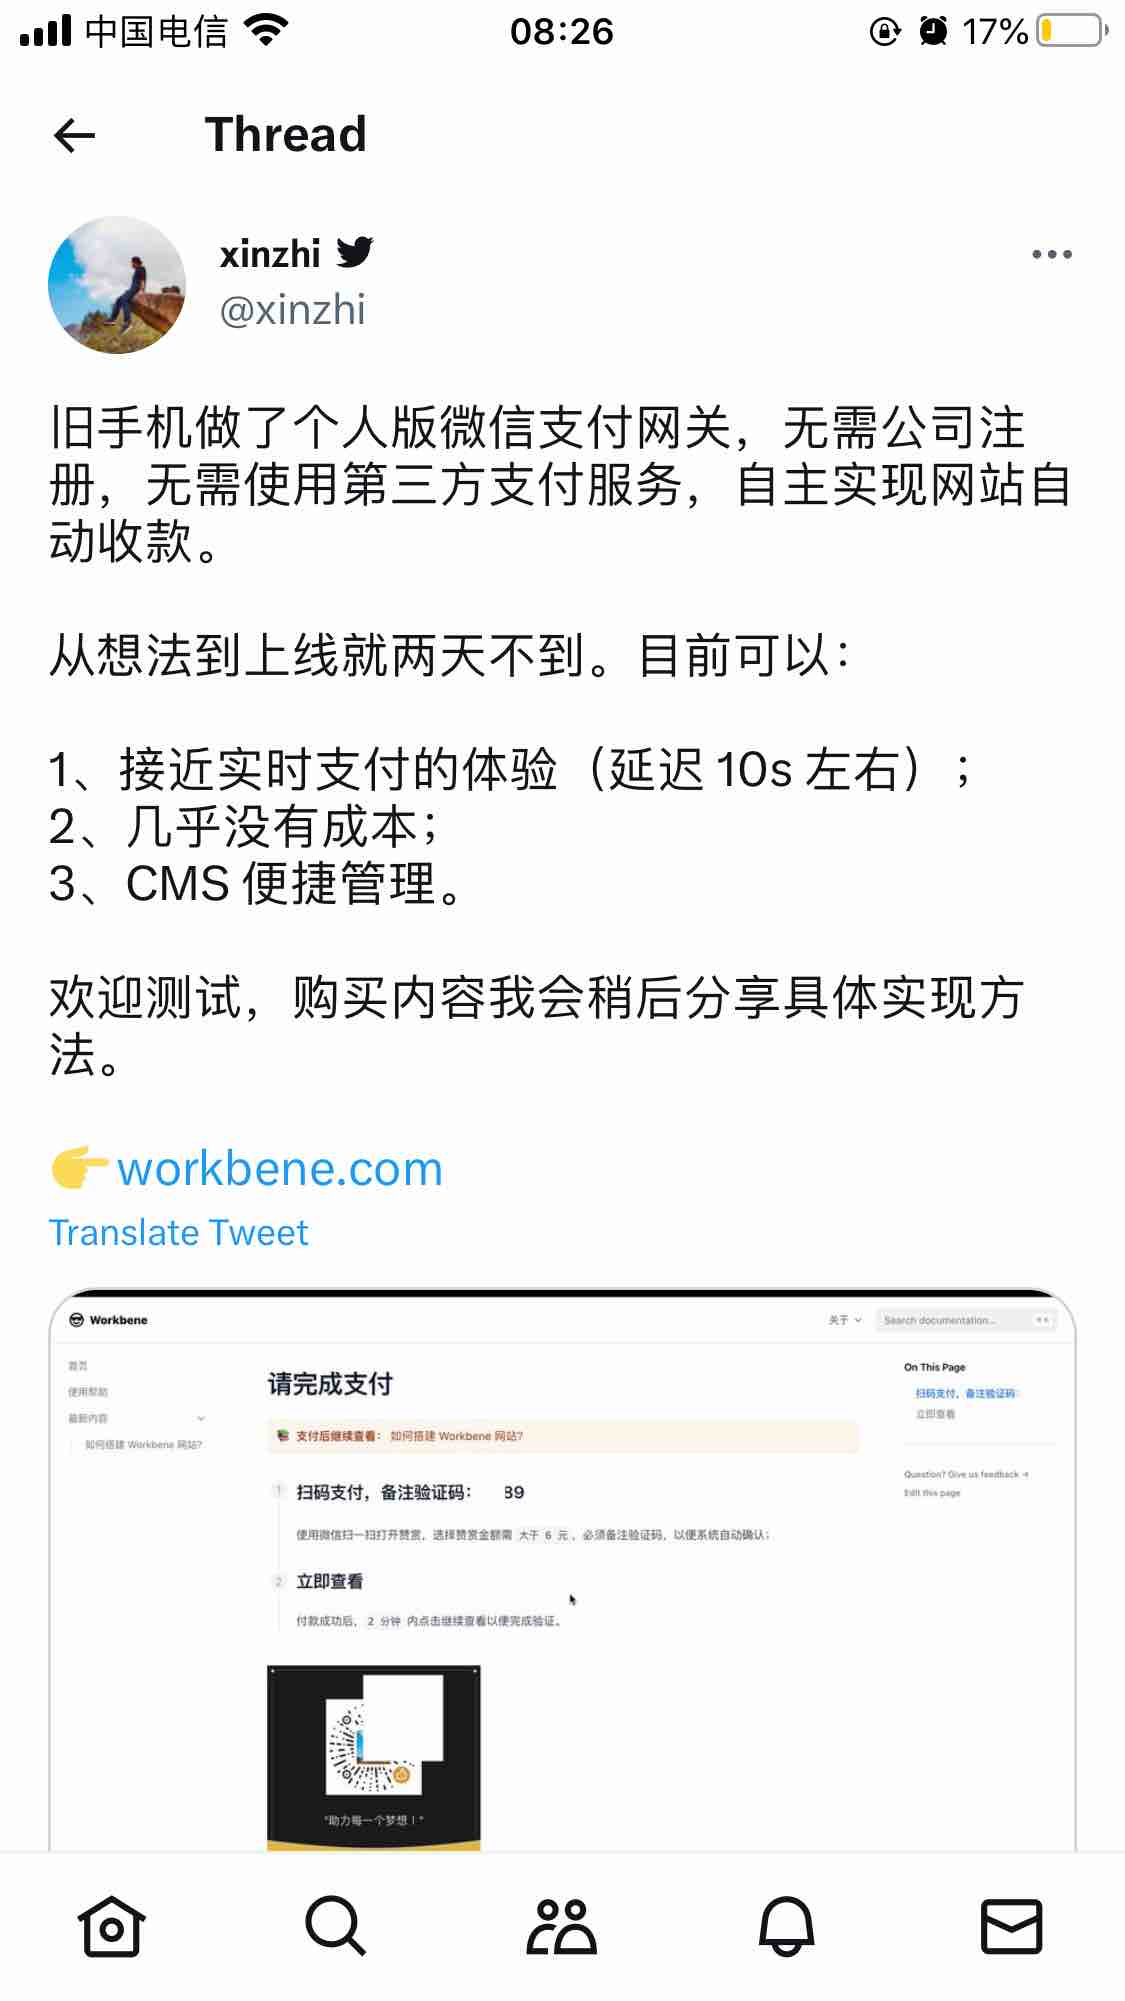 中国电信
08:26
17%
Thread
xinzhi
@xinzhi
旧手机做了个人版微信支付网关，无需公司注
册，无需使用第三方支付服务，自主实现网站自
动收款。
从想法到上线就两天不到。目前可以：
1、接近实时支付的体验（延迟 10s 左右）；
2、几乎没有成本；
3、CMS 便捷管理。
欢迎测试，购买内容我会稍后分享具体实现方
法。
👉workbene.com
Translate Tweet
Workbene
关于
Search documentation...
首页
使用帮助
最新内容
如何搭建 Workbene 网站?
请完成支付
支付后继续查看： 如何搭建 Workbene 网站?
1 扫码支付，备注验证码： 39
使用微信扫一扫打开赞赏，选择赞赏金额需 大于 6 元，必须备注验证码，以便系统自动确认；
2 立即查看
付款成功后，2 分钟 内点击继续查看以便完成验证。
"助力每一个梦想！"
On This Page
扫码支付，备注验证码：
立即查看
Question? Give us feedback →
Edit this page